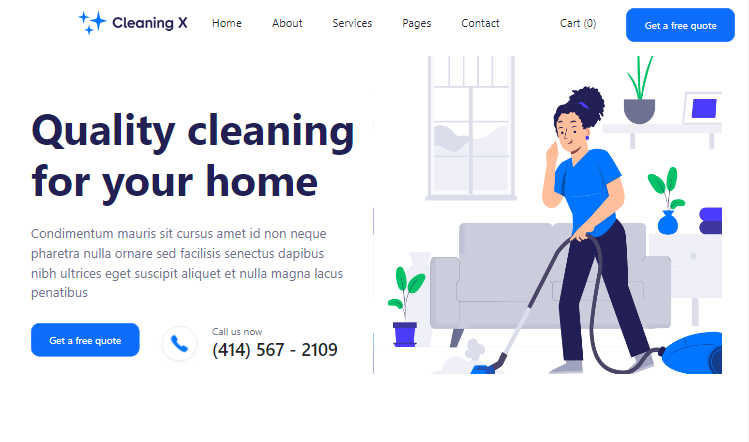 Cleaning X Home About Services Pages Contact Cart (0) Get a free quote
Quality cleaning
for your home
Condimentum mauris sit cursus amet id non neque
pharetra nulla ornare sed facilisis senectus dapibus
nibh ultrices eget suscipit aliquet et nulla magna lacus
penatibus
Get a free quote
Call us now
(414) 567 - 2109